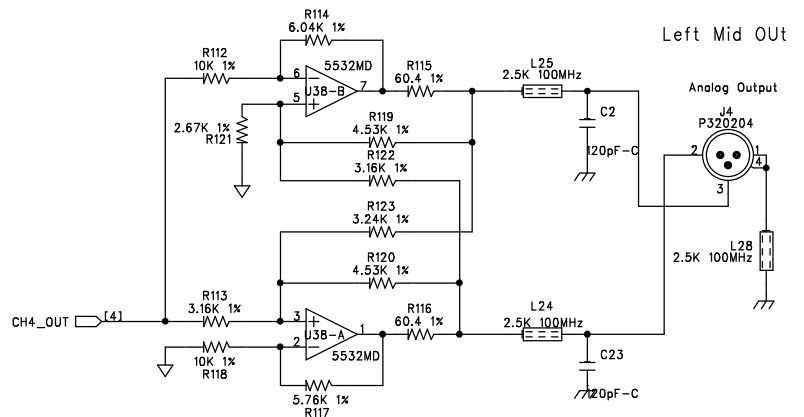 Left Mid OUt
R114
6.04K 1%
R112
10K 1%
5532MD
R115
60.4 1%
L25
2.5K 100MHz
Analog Output
J4
P320204
6
U38-B
7
5
2.67K 1%
R121
R119
4.53K 1%
C2
120pF-C
2
1
4
3
R122
3.16K 1%
R123
3.24K 1%
R120
4.53K 1%
L28
2.5K 100MHz
CH4_OUT
[4]
R113
3.16K 1%
3
U38-A
1
R116
60.4 1%
L24
2.5K 100MHz
2
5532MD
10K 1%
R118
C23
120pF-C
5.76K 1%
R117